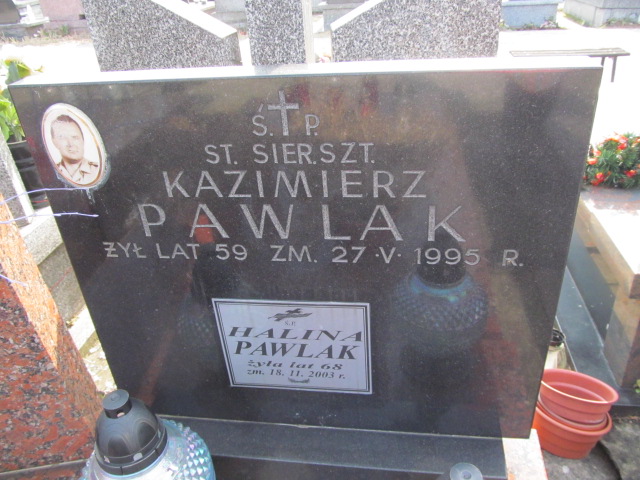 Ś. P.
ST. SIERSZT.
KAZIMIERZ
PAWLAK
ŻYŁ LAT 59 ZM. 27·V·1995 R.
Ś.P.
HALINA
PAWLAK
żyła lat 68
zm. 18. 11. 2003 r.